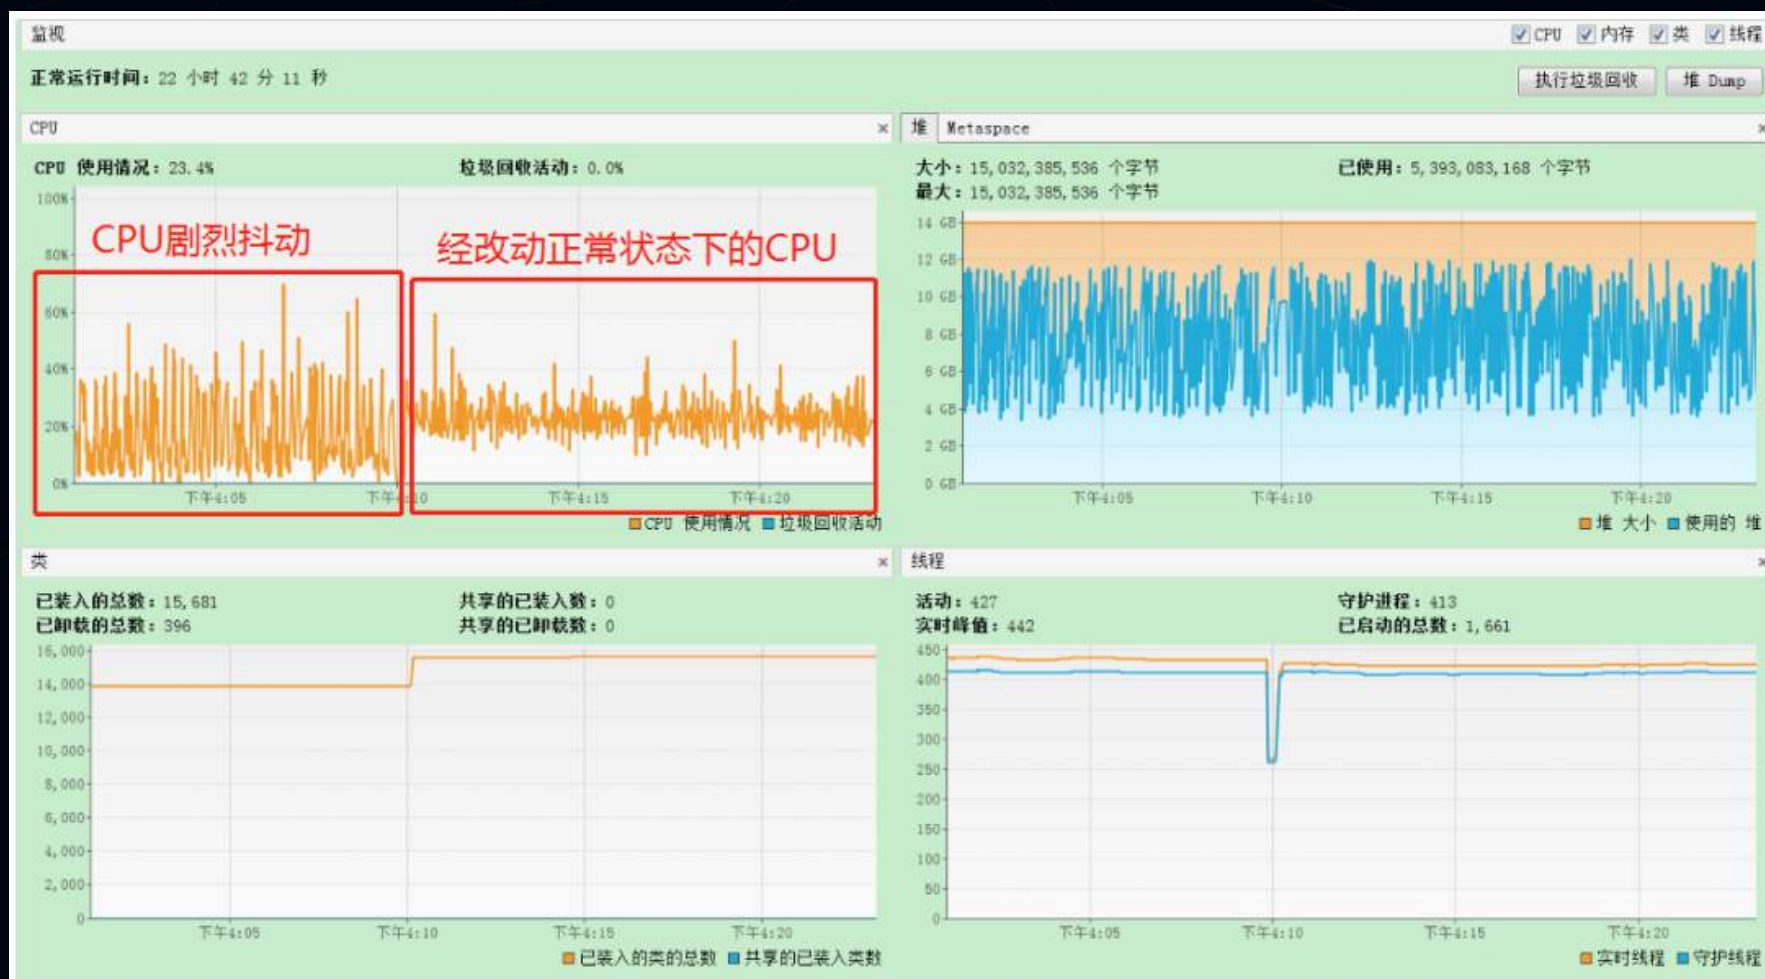 监视
CPU 内存 类 线程
正常运行时间: 22 小时 42 分 11 秒
执行垃圾回收 堆 Dump
CPU ×
CPU 使用情况: 23.4% 垃圾回收活动: 0.0%
100%
80%
60%
40%
20%
0%
CPU剧烈抖动
经改动正常状态下的CPU
下午4:05 下午4:10 下午4:15 下午4:20
CPU 使用情况 垃圾回收活动
堆 Metaspace ×
大小: 15,032,385,536 个字节 已使用: 5,393,083,168 个字节
最大: 15,032,385,536 个字节
14 GB
12 GB
10 GB
8 GB
6 GB
4 GB
2 GB
0 GB
下午4:05 下午4:10 下午4:15 下午4:20
堆 大小 使用的 堆
类 ×
已装入的总数: 15,681 共享的已装入数: 0
已卸载的总数: 396 共享的已卸载数: 0
16,000
14,000
12,000
10,000
8,000
6,000
4,000
2,000
0
下午4:05 下午4:10 下午4:15 下午4:20
已装入的类的总数 共享的已装入类数
线程 ×
活动: 427 守护进程: 413
实时峰值: 442 已启动的总数: 1,661
450
400
350
300
250
200
150
100
50
0
下午4:05 下午4:10 下午4:15 下午4:20
实时线程 守护线程